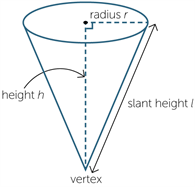 radius r
height h
slant height l
vertex